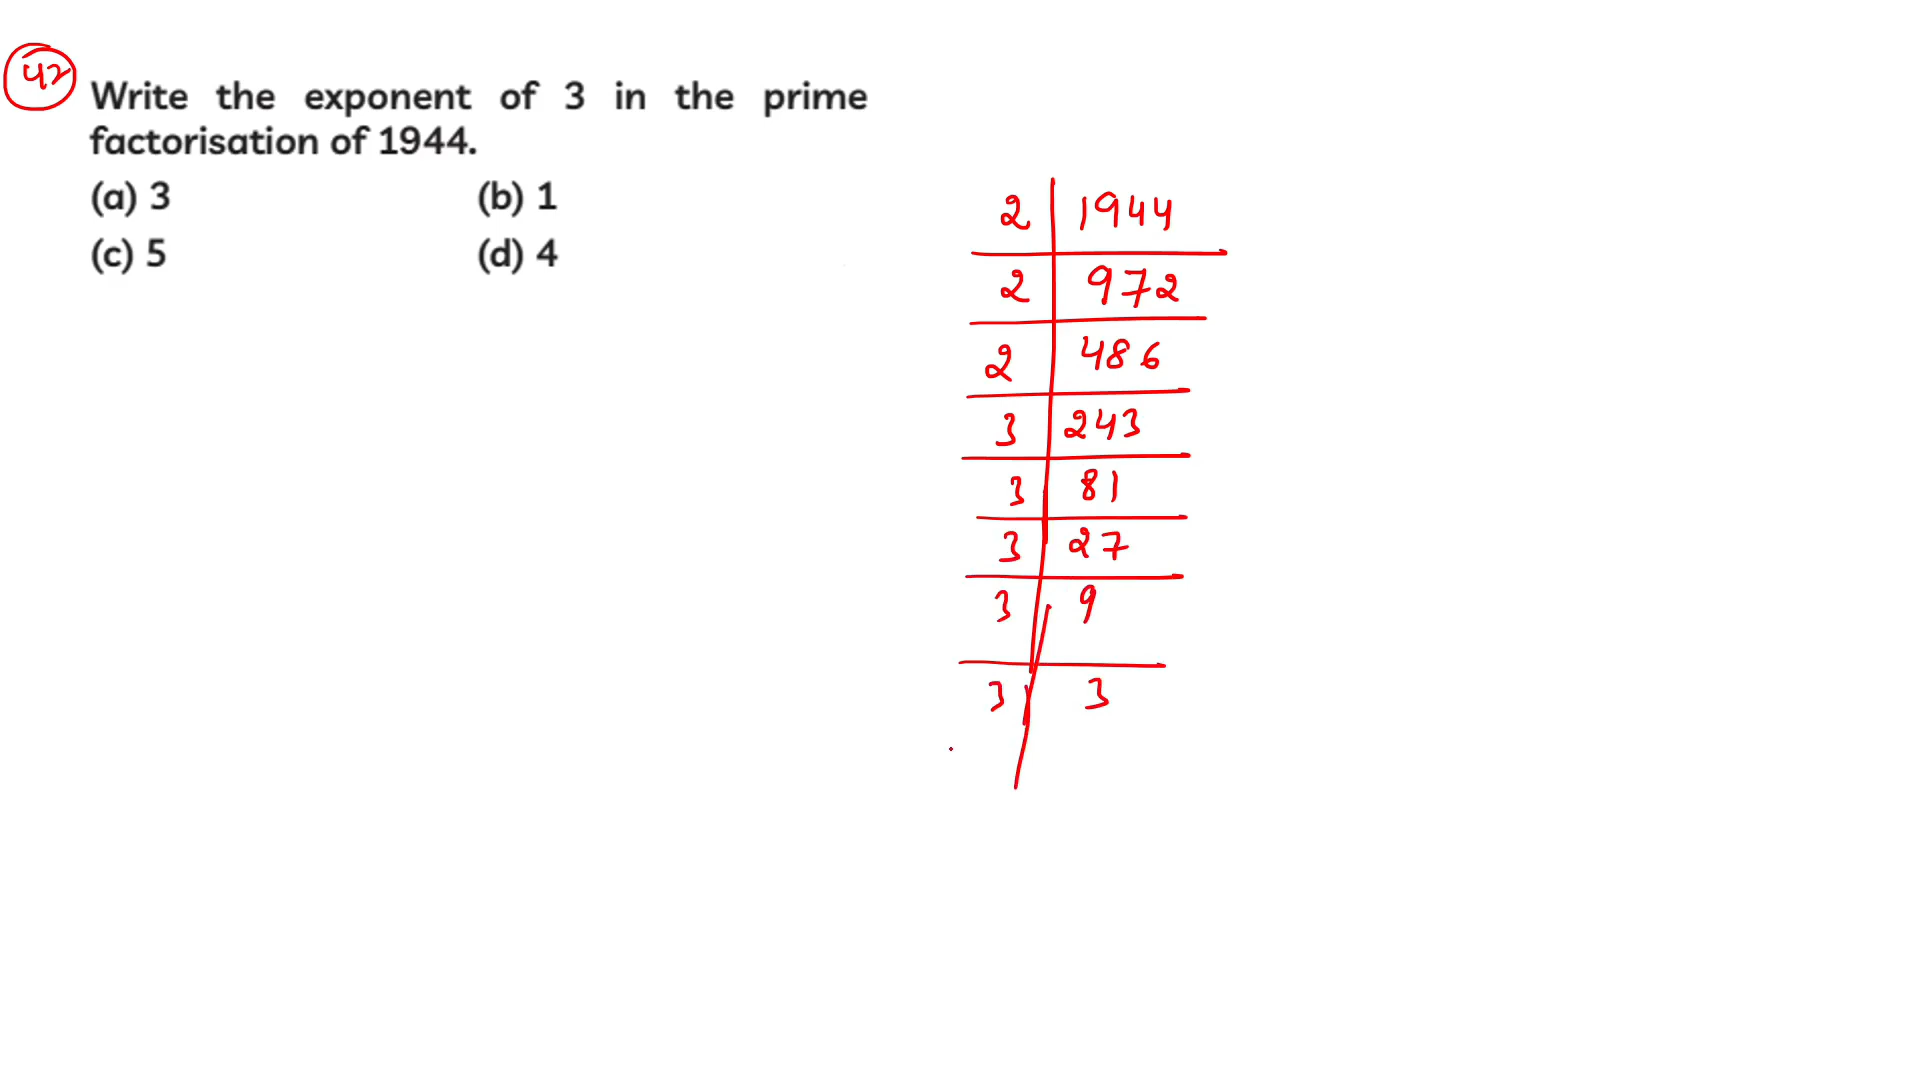 42
Write the exponent of 3 in the prime
factorisation of 1944.
(a) 3 (b) 1
(c) 5 (d) 4
2 1944
2 972
2 486
3 243
3 81
3 27
3 9
3 3